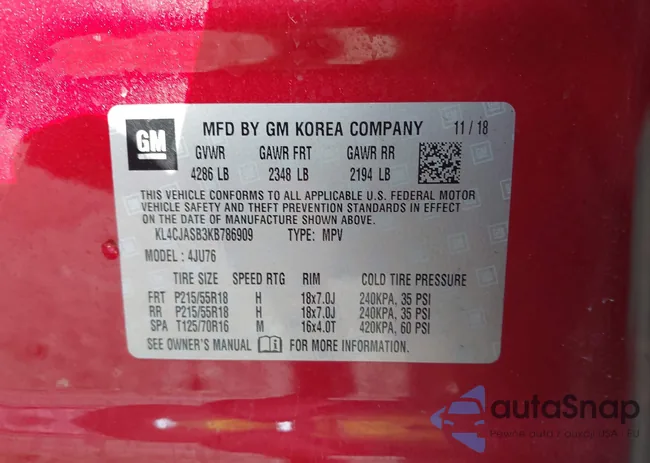 GM MFD BY GM KOREA COMPANY 11 / 18
GVWR GAWR FRT GAWR RR
4286 LB 2348 LB 2194 LB
THIS VEHICLE CONFORMS TO ALL APPLICABLE U.S. FEDERAL MOTOR
VEHICLE SAFETY AND THEFT PREVENTION STANDARDS IN EFFECT ON
THE DATE OF MANUFACTURE SHOWN ABOVE.
KL4CJASB3KB786909 TYPE: MPV
MODEL : 4JU76
TIRE SIZE SPEED RTG RIM COLD TIRE PRESSURE
FRT P215/55R18 H 18x7.0J 240KPA, 35 PSI
RR P215/55R18 H 18x7.0J 240KPA, 35 PSI
SPA T125/70R16 M 16x4.0T 420KPA, 60 PSI
SEE OWNER'S MANUAL i FOR MORE INFORMATION.
autoSnap